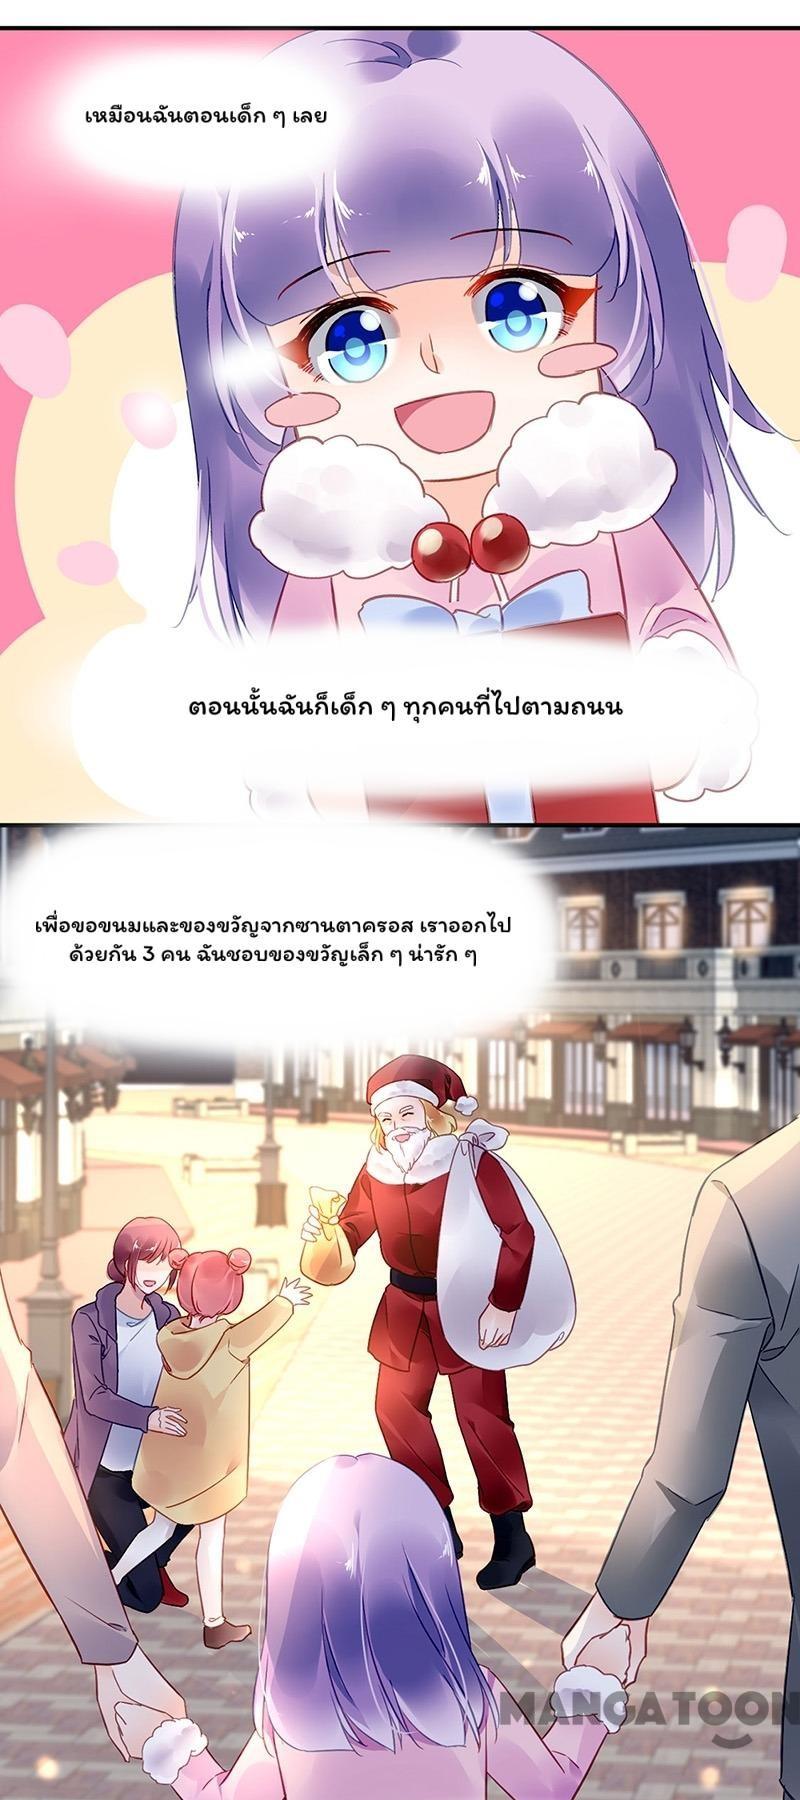 เหมือนฉันตอนเด็ก ๆ เลย
ตอนนั้นฉันก็เด็ก ๆ ทุกคนที่ไปตามถนน
เพื่อขอขนมและของขวัญจากซานตาครอส เราออกไป
ด้วยกัน 3 คน ฉันชอบของขวัญเล็ก ๆ น่ารัก ๆ
MANGATOON